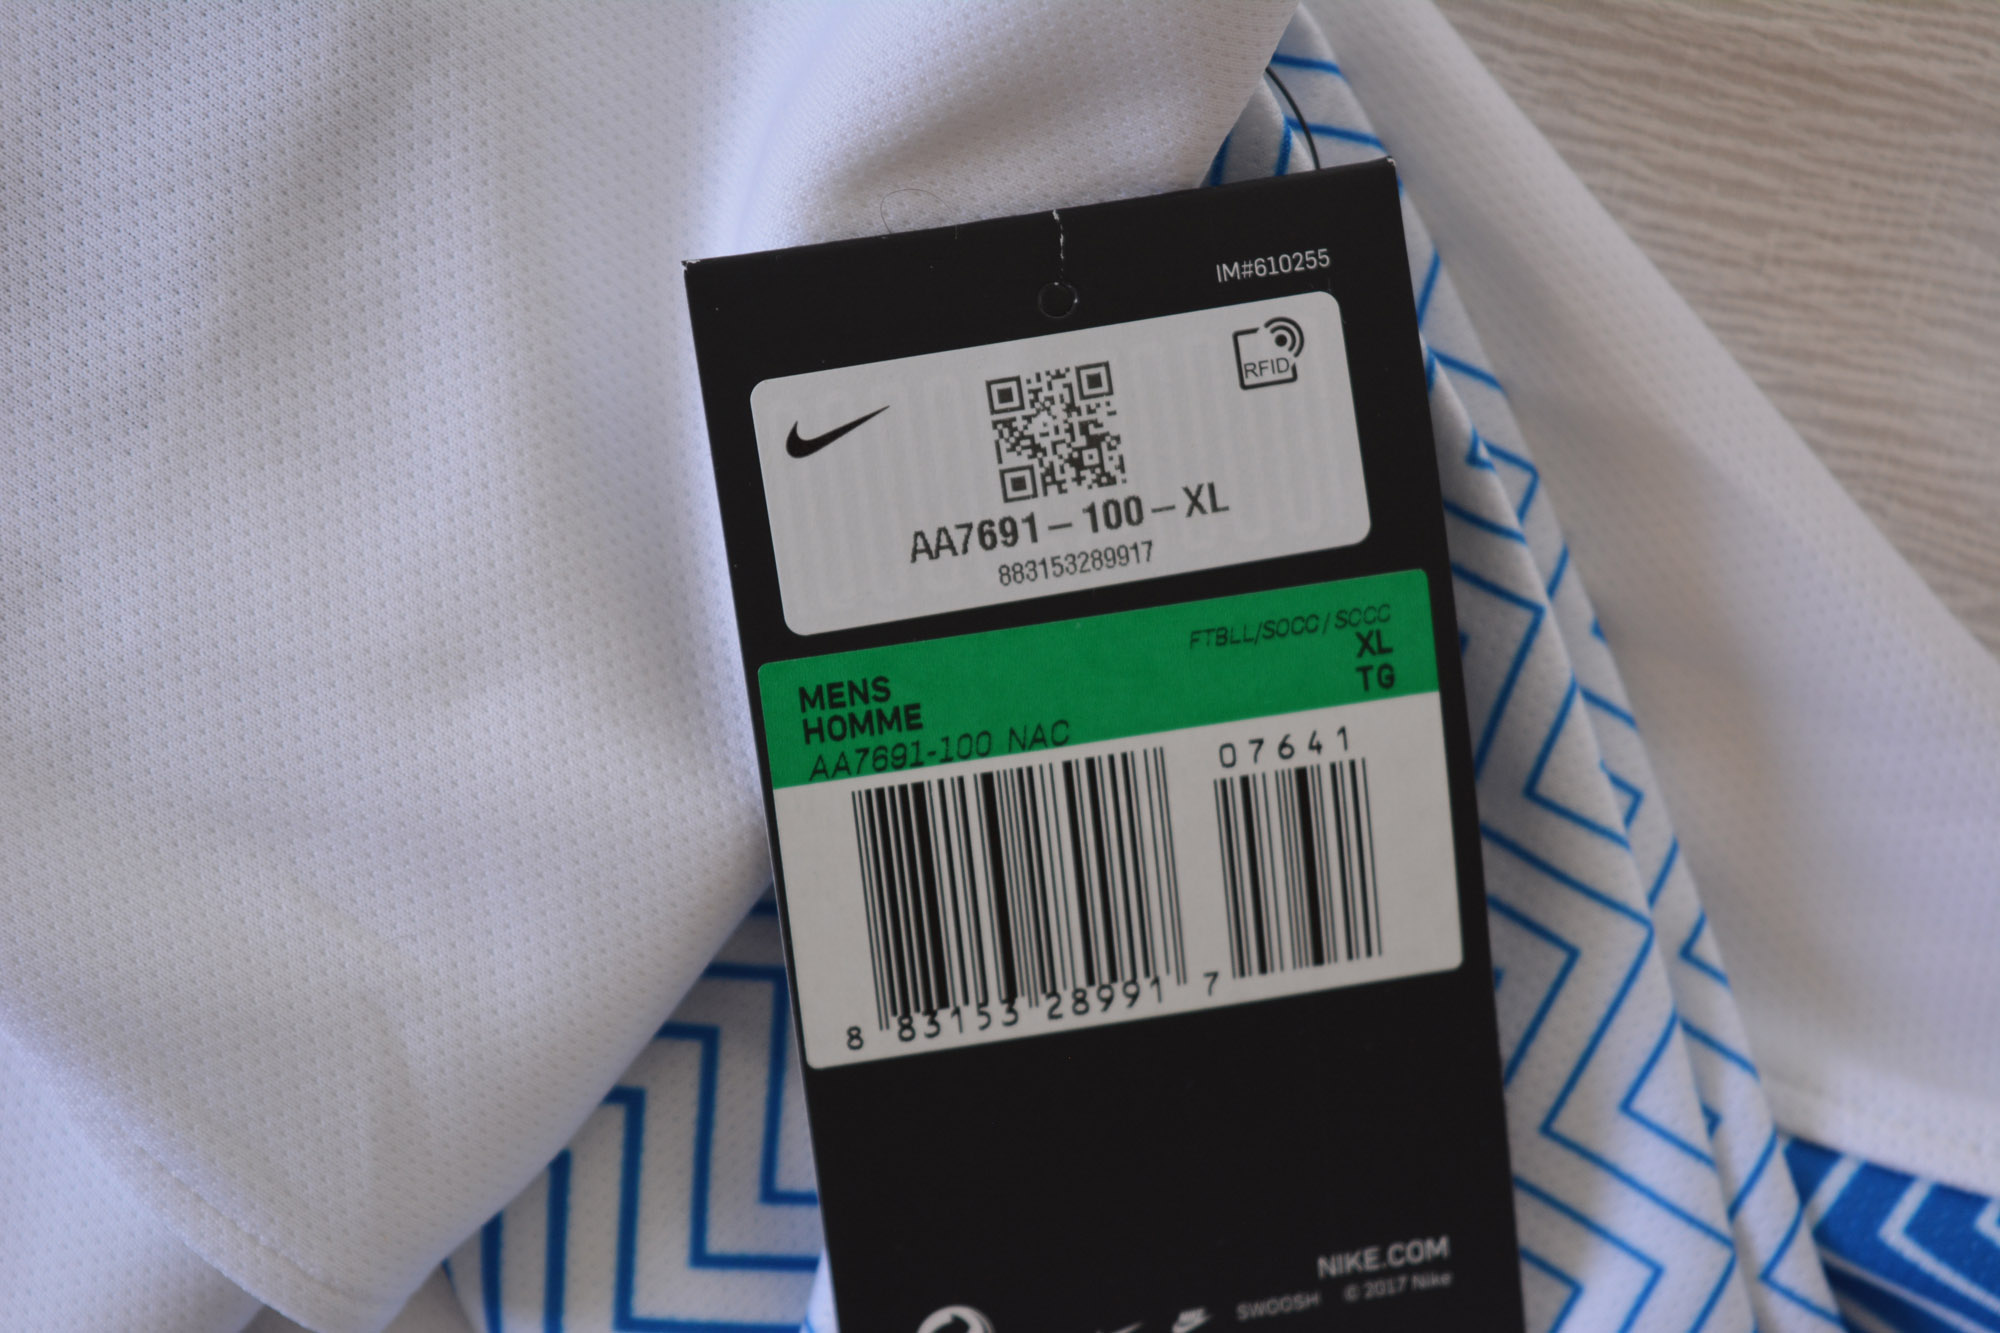 IM#610255
RFID
AA7691-100-XL
883153289917
FTBLL/SOCC/SOCC
XL
TG
MENS
HOMME
AA7691-100 NAC
07641
8 83153 28991 7
NIKE.COM
SWOOSH © 2017 Nike